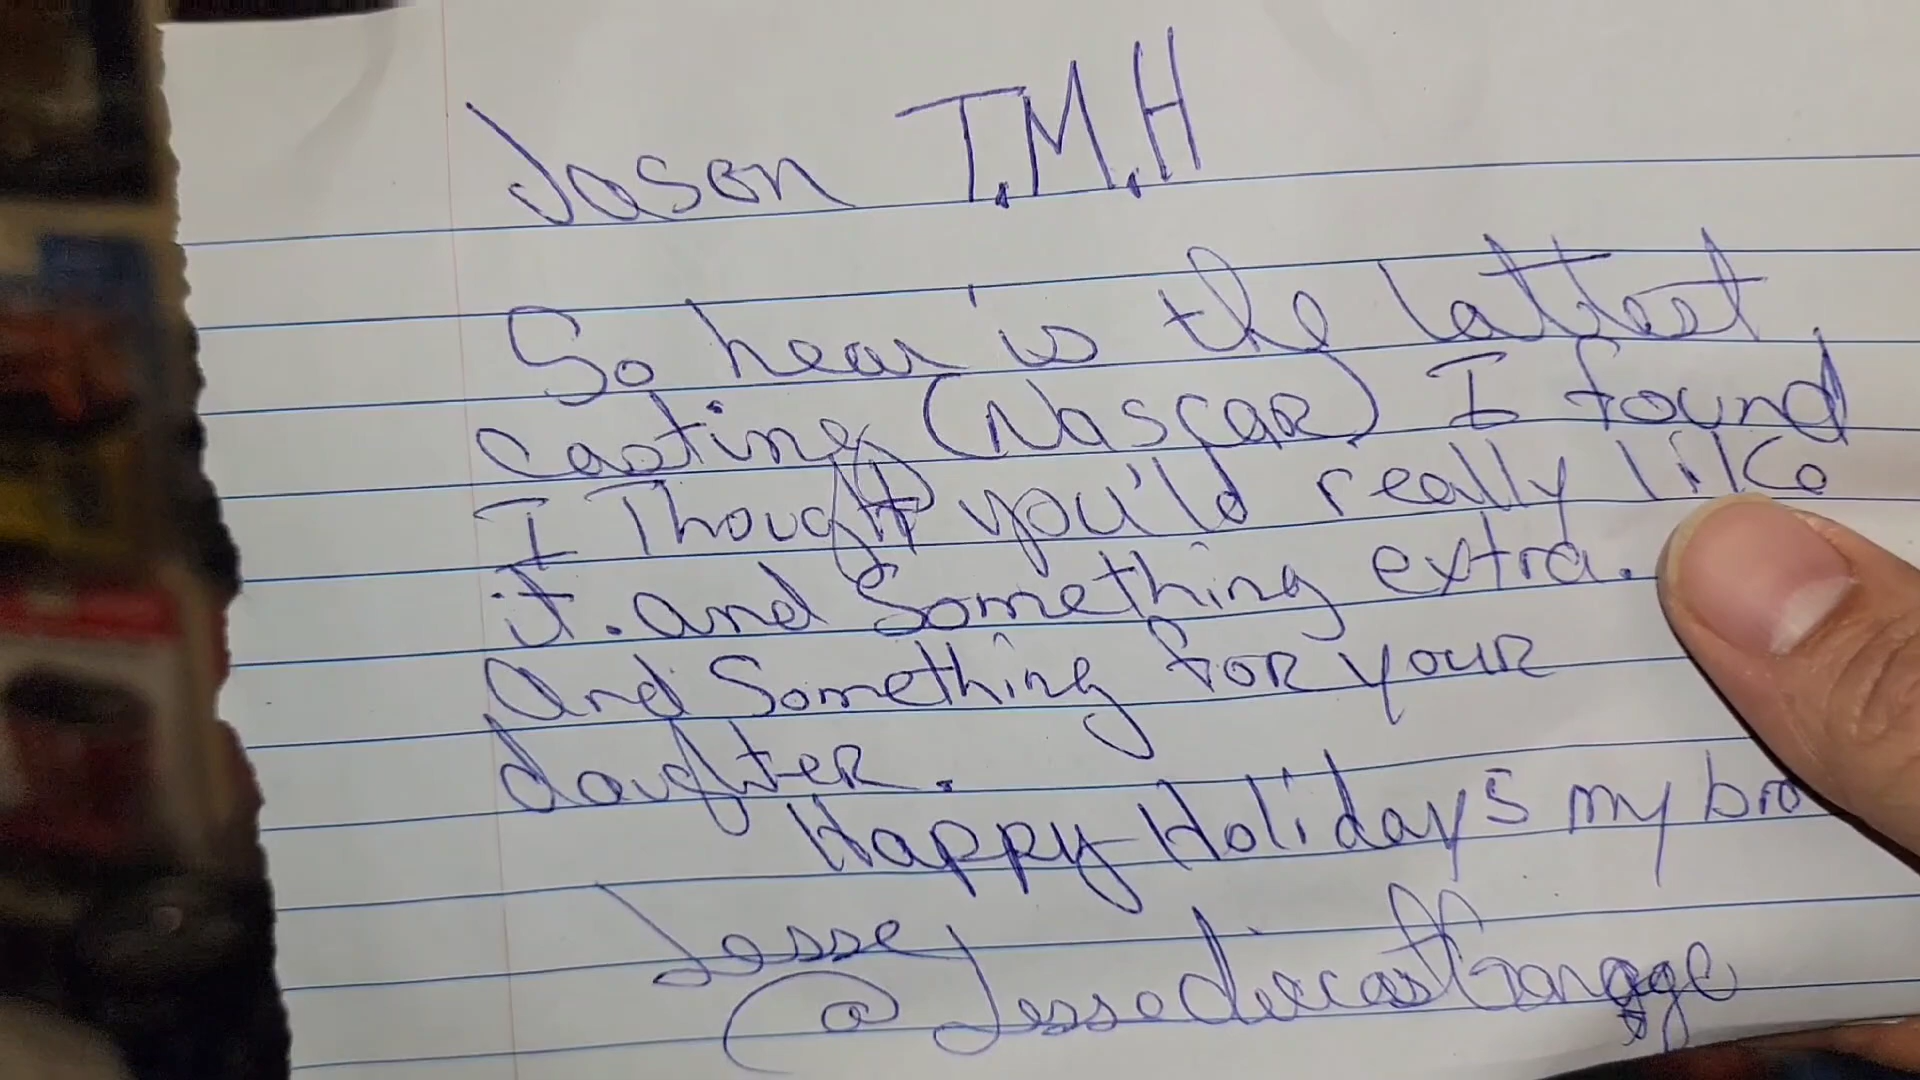 Jason T.M.H
So hear is the lattest
casting (Nascar) I found
I Thought you'ld really like
it. and Something extra.
and Something for your
daughter.
Happy Holidays my bro
Jesse
@Jessediecast